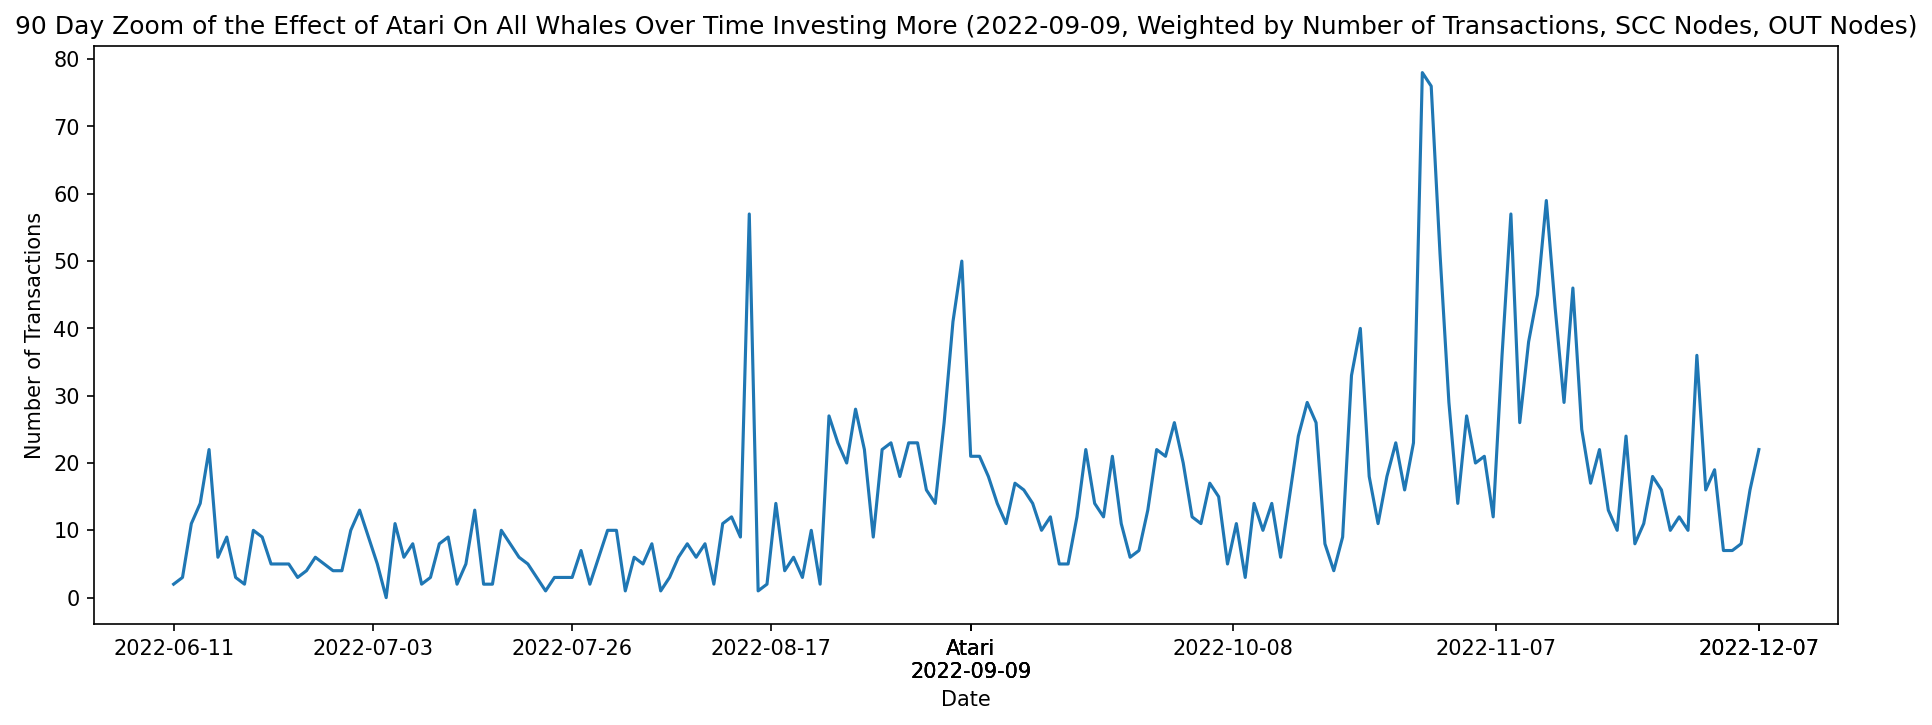 90 Day Zoom of the Effect of Atari On All Whales Over Time Investing More (2022-09-09, Weighted by Number of Transactions, SCC Nodes, OUT Nodes)
80
70
60
50
40
30
20
10
0
Number of Transactions
2022-06-11 2022-07-03 2022-07-26 2022-08-17 Atari 2022-10-08 2022-11-07 2022-12-07
2022-09-09
Date